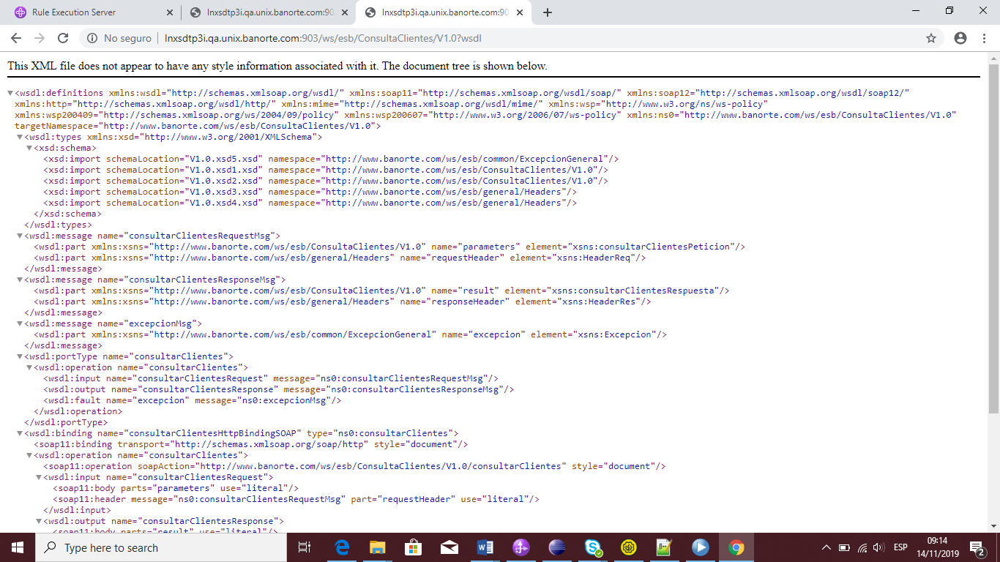 Rule Execution Server
lnxsdtp3i.qa.unix.banorte.com:90
lnxsdtp3i.qa.unix.banorte.com:90
No seguro
lnxsdtp3i.qa.unix.banorte.com:903/ws/esb/ConsultaClientes/V1.0?wsdl
This XML file does not appear to have any style information associated with it. The document tree is shown below.
▼<wsdl:definitions xmlns:wsdl="http://schemas.xmlsoap.org/wsdl/" xmlns:soap11="http://schemas.xmlsoap.org/wsdl/soap/" xmlns:soap12="http://schemas.xmlsoap.org/wsdl/soap12/"
xmlns:http="http://schemas.xmlsoap.org/wsdl/http/" xmlns:mime="http://schemas.xmlsoap.org/wsdl/mime/" xmlns:wsp="http://www.w3.org/ns/ws-policy"
xmlns:wsp200409="http://schemas.xmlsoap.org/ws/2004/09/policy" xmlns:wsp200607="http://www.w3.org/2006/07/ws-policy" xmlns:ns0="http://www.banorte.com/ws/esb/ConsultaClientes/V1.0"
targetNamespace="http://www.banorte.com/ws/esb/ConsultaClientes/V1.0">
▼<wsdl:types xmlns:xsd="http://www.w3.org/2001/XMLSchema">
▼<xsd:schema>
<xsd:import schemaLocation="V1.0.xsd5.xsd" namespace="http://www.banorte.com/ws/esb/common/ExcepcionGeneral"/>
<xsd:import schemaLocation="V1.0.xsd1.xsd" namespace="http://www.banorte.com/ws/esb/ConsultaClientes/V1.0"/>
<xsd:import schemaLocation="V1.0.xsd2.xsd" namespace="http://www.banorte.com/ws/esb/ConsultaClientes/V1.0"/>
<xsd:import schemaLocation="V1.0.xsd3.xsd" namespace="http://www.banorte.com/ws/esb/general/Headers"/>
<xsd:import schemaLocation="V1.0.xsd4.xsd" namespace="http://www.banorte.com/ws/esb/general/Headers"/>
</xsd:schema>
</wsdl:types>
▼<wsdl:message name="consultarClientesRequestMsg">
<wsdl:part xmlns:xsns="http://www.banorte.com/ws/esb/ConsultaClientes/V1.0" name="parameters" element="xsns:consultarClientesPeticion"/>
<wsdl:part xmlns:xsns="http://www.banorte.com/ws/esb/general/Headers" name="requestHeader" element="xsns:HeaderReq"/>
</wsdl:message>
▼<wsdl:message name="consultarClientesResponseMsg">
<wsdl:part xmlns:xsns="http://www.banorte.com/ws/esb/ConsultaClientes/V1.0" name="result" element="xsns:consultarClientesRespuesta"/>
<wsdl:part xmlns:xsns="http://www.banorte.com/ws/esb/general/Headers" name="responseHeader" element="xsns:HeaderRes"/>
</wsdl:message>
▼<wsdl:message name="excepcionMsg">
<wsdl:part xmlns:xsns="http://www.banorte.com/ws/esb/common/ExcepcionGeneral" name="excepcion" element="xsns:Excepcion"/>
</wsdl:message>
▼<wsdl:portType name="consultarClientes">
▼<wsdl:operation name="consultarClientes">
<wsdl:input name="consultarClientesRequest" message="ns0:consultarClientesRequestMsg"/>
<wsdl:output name="consultarClientesResponse" message="ns0:consultarClientesResponseMsg"/>
<wsdl:fault name="excepcion" message="ns0:excepcionMsg"/>
</wsdl:operation>
</wsdl:portType>
▼<wsdl:binding name="consultarClientesHttpBindingSOAP" type="ns0:consultarClientes">
<soap11:binding transport="http://schemas.xmlsoap.org/soap/http" style="document"/>
▼<wsdl:operation name="consultarClientes">
<soap11:operation soapAction="http://www.banorte.com/ws/esb/ConsultaClientes/V1.0/consultarClientes" style="document"/>
▼<wsdl:input name="consultarClientesRequest">
<soap11:body parts="parameters" use="literal"/>
<soap11:header message="ns0:consultarClientesRequestMsg" part="requestHeader" use="literal"/>
</wsdl:input>
▼<wsdl:output name="consultarClientesResponse">
<soap11:body parts="result" use="literal"/>
Type here to search
ESP
09:14
14/11/2019
2